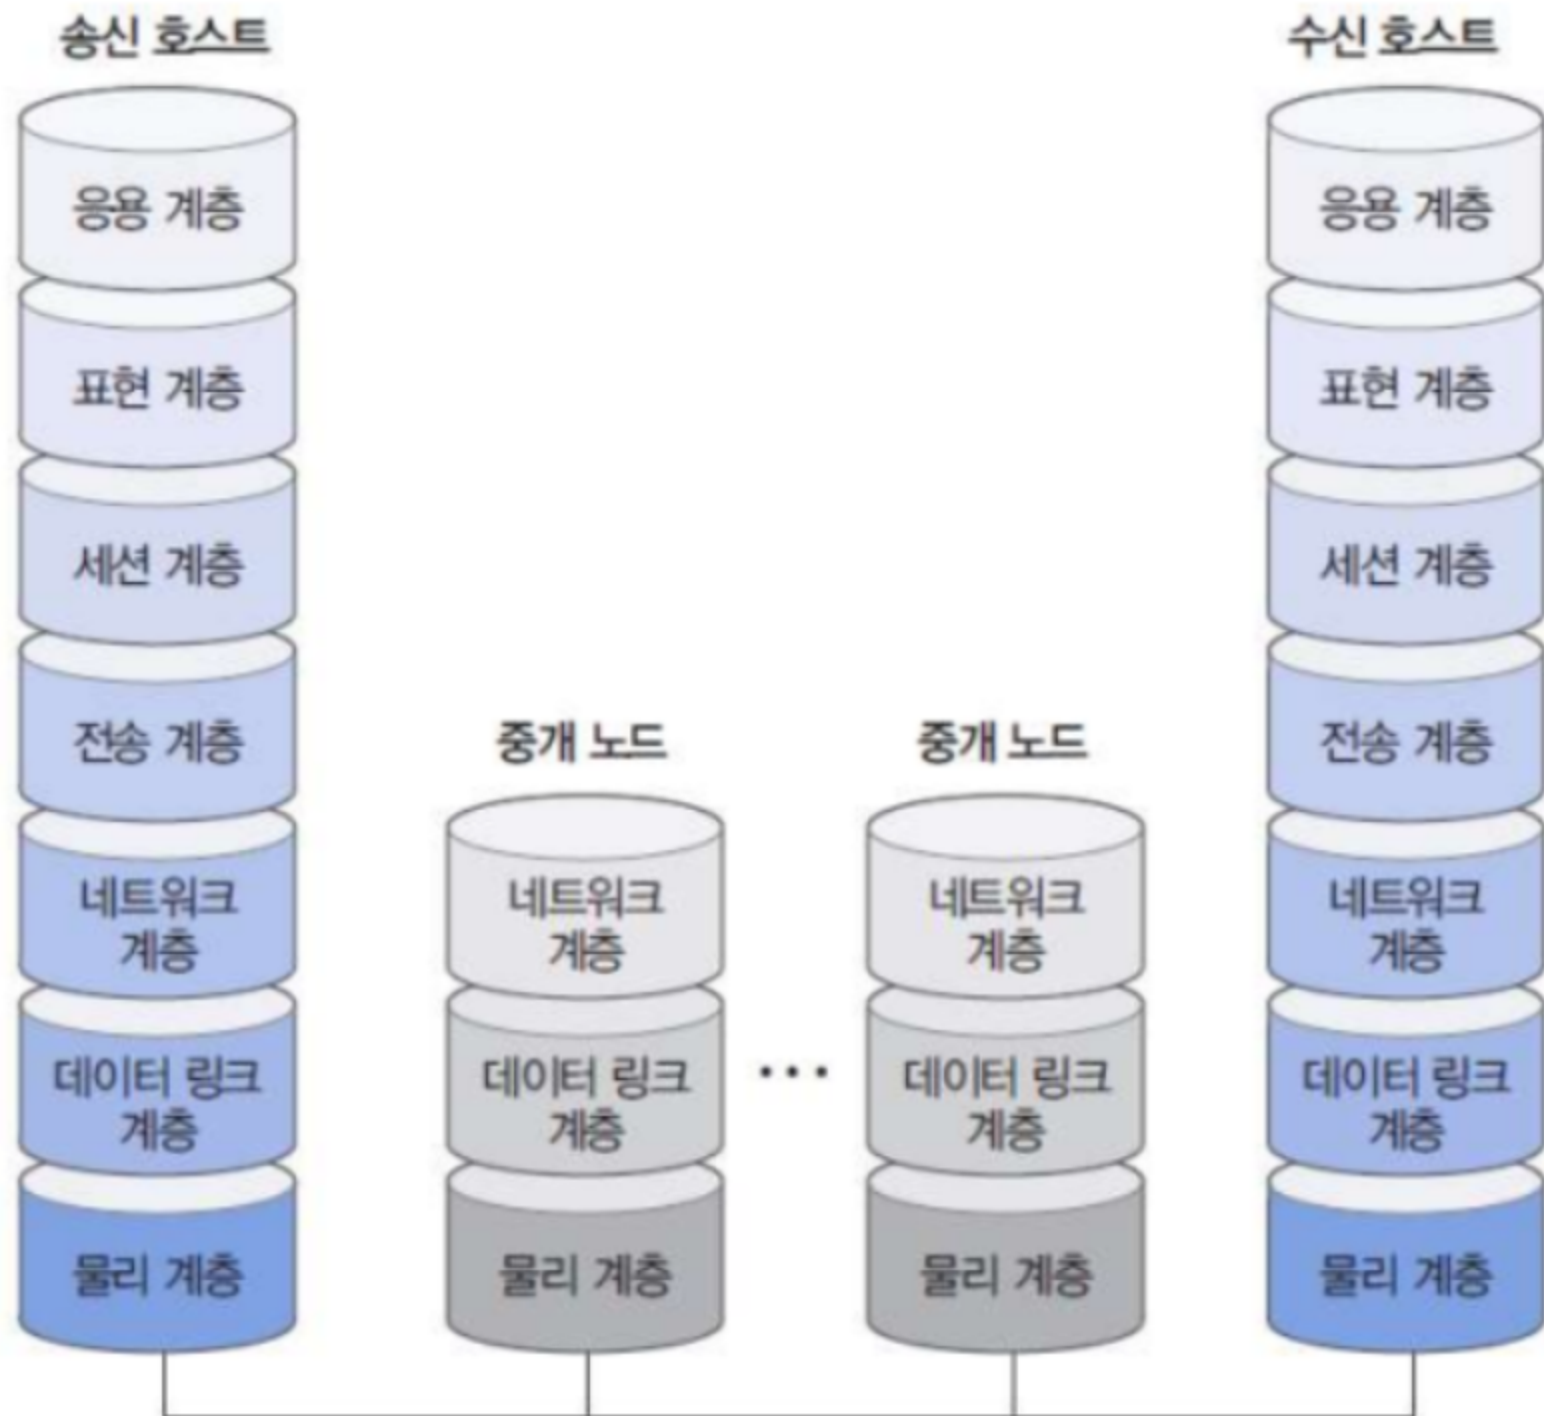 송신 호스트
응용 계층
표현 계층
세션 계층
전송 계층
네트워크
계층
데이터 링크
계층
물리 계층
중개 노드
네트워크
계층
데이터 링크
계층
물리 계층
...
중개 노드
네트워크
계층
데이터 링크
계층
물리 계층
수신 호스트
응용 계층
표현 계층
세션 계층
전송 계층
네트워크
계층
데이터 링크
계층
물리 계층